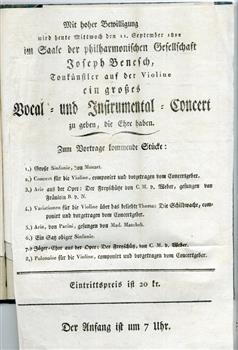 Mit hoher Bewilligung
wird heute Mittwoch den 11. September
im Saale der philharmonischen Gesellschaft
Joseph Benesch,
Tonkünstler auf der Violine
ein großes
Vocal- und Instrumental-Concert
zu geben, die Ehre haben.
Zum Vortrage kommende Stücke:
1.) Große Sinfonie, von Mozart.
2.) Concert für die Violine, componirt und vorgetragen vom Concertgeber.
3.) Arie aus der Oper: Der Freyschütz von C. M. v. Weber, gesungen von
Fräulein B. v. N.
4.) Variationen für die Violine über das beliebte Thema: Die Schildwache, com-
ponirt und vorgetragen vom Concertgeber.
5.) Arie, von Pacini, gesungen von Mad. Maschek.
6.) Ein Satz obiger Sinfonie.
7.) Jäger-Chor aus der Oper: Der Freyschütz, von C. M. v. Weber.
8.) Polonaise für die Violine, componirt und vorgetragen vom Concertgeber.
Eintrittspreis ist 20 kr.
Der Anfang ist um 7 Uhr.